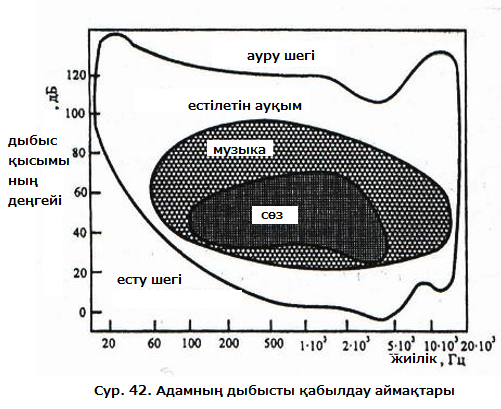 ауру шегі
120
, дБ
естілетін ауқым
100
дыбыс
қысымы
ның
деңгейі
80
музыка
60
сөз
40
20
есту шегі
0
20 60 100 200 500 1·10³ 2·10³ 5·10³ 10·10³ 20·10³
жиілік , Гц
Сур. 42. Адамның дыбысты қабылдау аймақтары